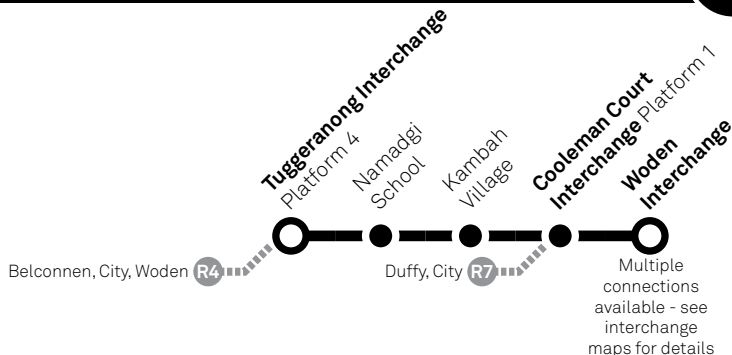 Tuggeranong Interchange
Platform 4
Namadgi
School
Kambah
Village
Cooleman Court
Interchange Platform 1
Woden
Interchange
Belconnen, City, Woden R4
Duffy, City R7
Multiple
connections
available - see
interchange
maps for details